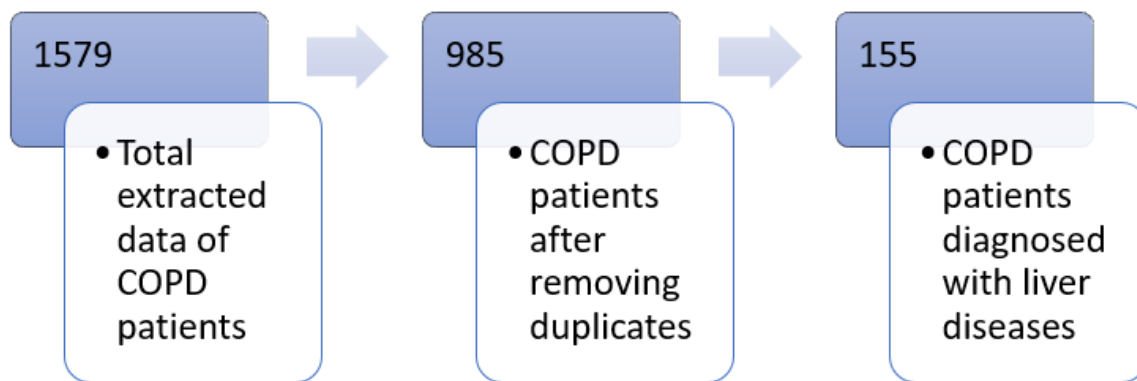 1579
• Total
extracted
data of
COPD
patients
985
• COPD
patients
after
removing
duplicates
155
• COPD
patients
diagnosed
with liver
diseases